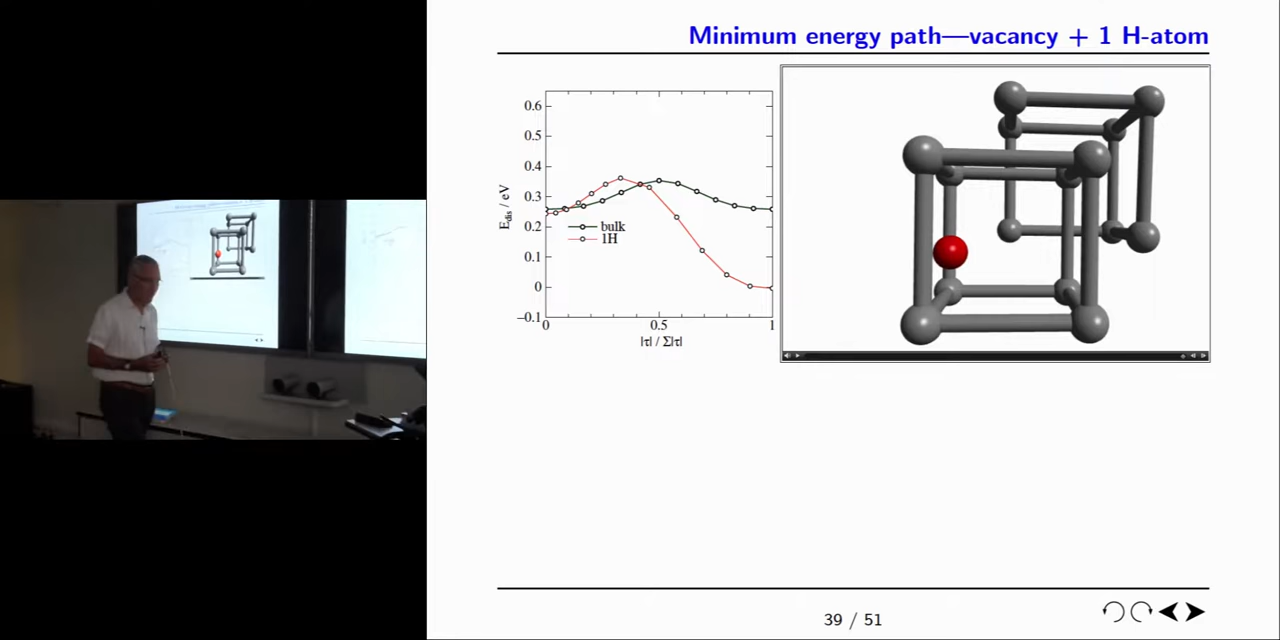 Minimum energy path—vacancy + 1 H-atom
0.6
0.5
0.4
0.3
0.2
0.1
0
−0.1
E_dis / eV
bulk
1H
0 0.5 1
|τ| / Σ|τ|
39 / 51